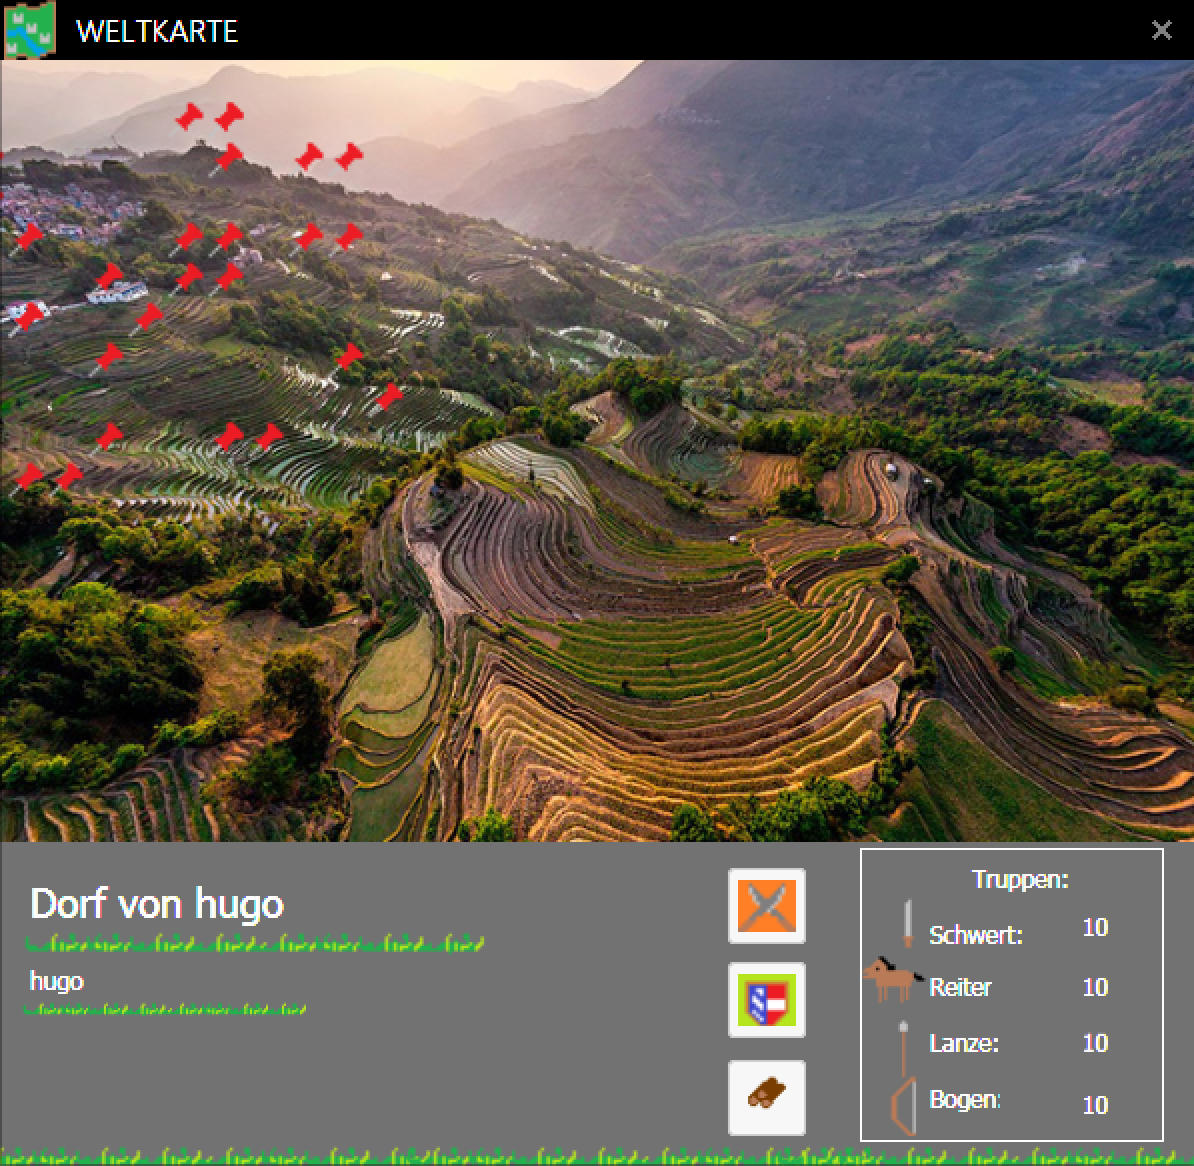 WELTKARTE
Dorf von hugo
hugo
Truppen:
Schwert: 10
Reiter 10
Lanze: 10
Bogen: 10